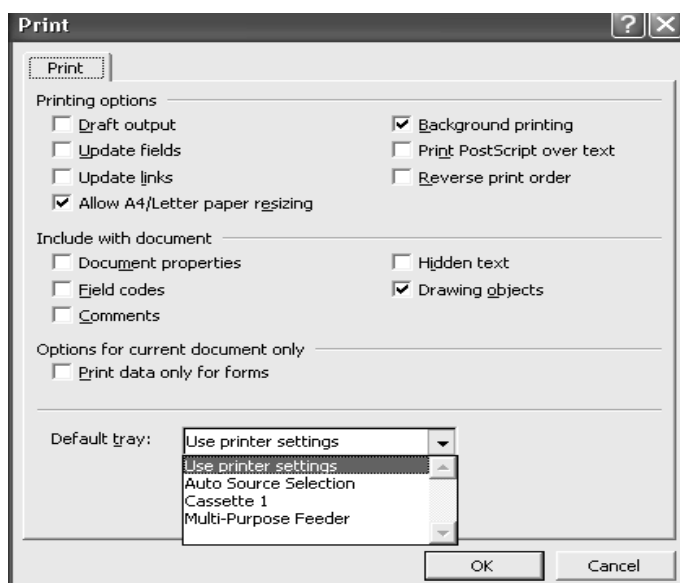 Print
Print
Printing options
Draft output
Background printing
Update fields
Print PostScript over text
Update links
Reverse print order
Allow A4/Letter paper resizing
Include with document
Document properties
Hidden text
Field codes
Drawing objects
Comments
Options for current document only
Print data only for forms
Default tray:
Use printer settings
Use printer settings
Auto Source Selection
Cassette 1
Multi-Purpose Feeder
OK
Cancel